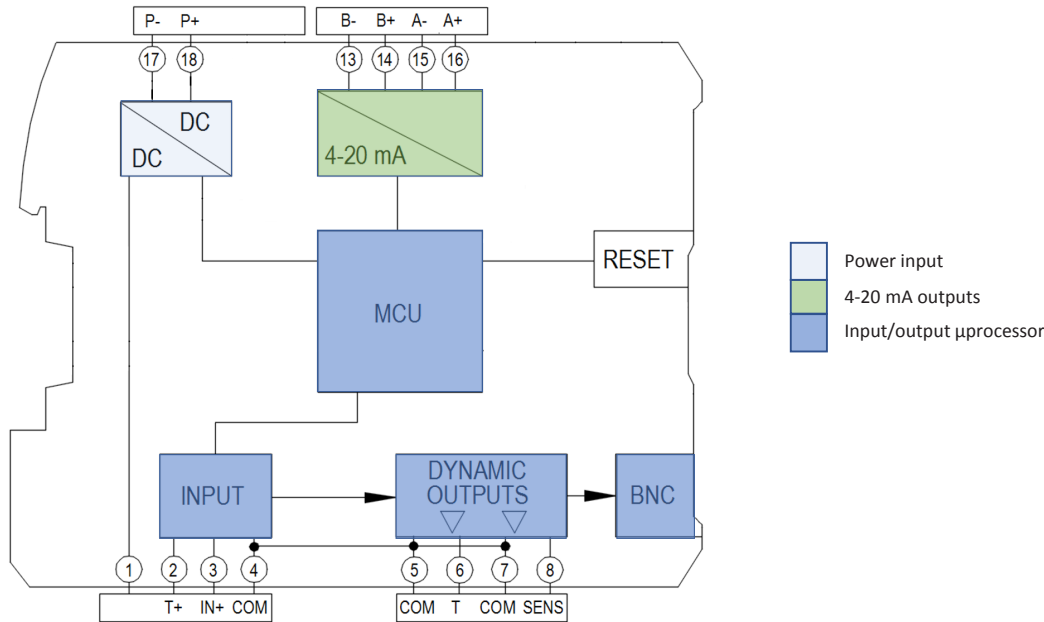 P- P+
B- B+ A- A+
17 18
13 14 15 16
DC
DC
4-20 mA
MCU
RESET
Power input
4-20 mA outputs
Input/output µprocessor
INPUT
DYNAMIC
OUTPUTS
BNC
1 2 3 4 5 6 7 8
T+ IN+ COM
COM T COM SENS